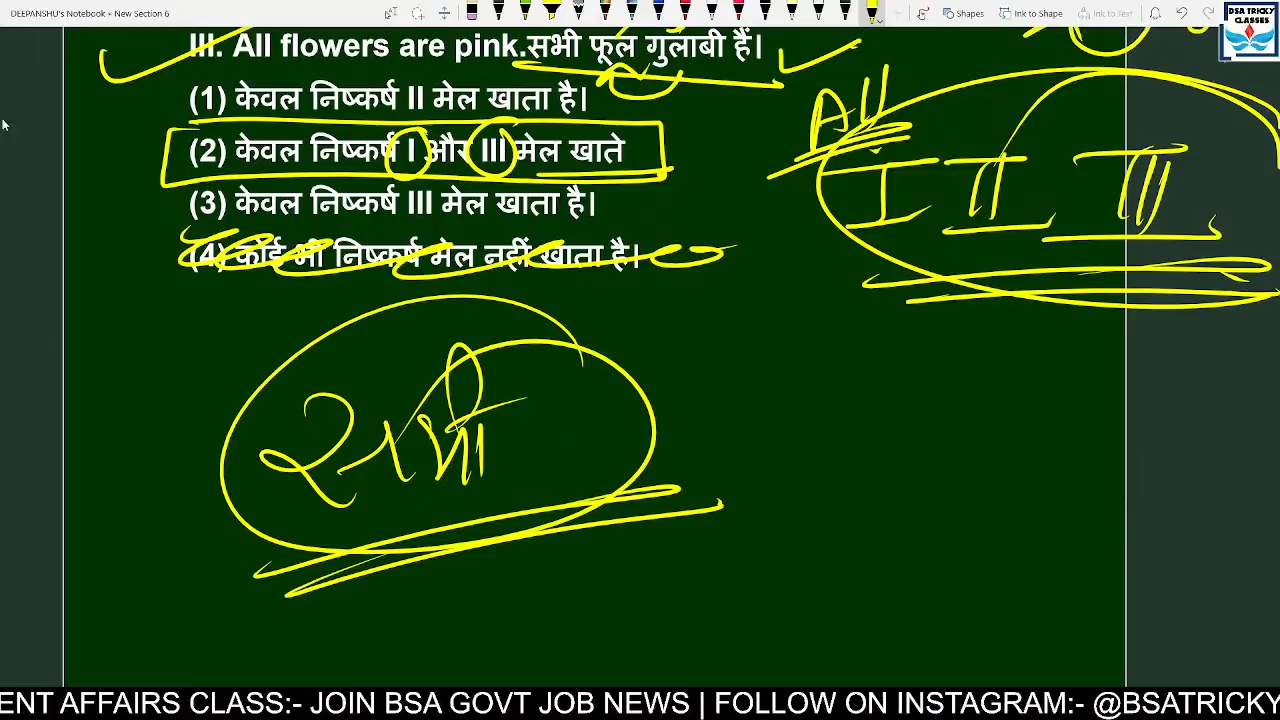 DEEPANSHU's Notebook » New Section 6
Shapes
Ink to Shape
Ink to Text
BSA TRICKY
CLASSES
III. All flowers are pink.सभी फूल गुलाबी हैं।
(1) केवल निष्कर्ष II मेल खाता है।
(2) केवल निष्कर्ष I और III मेल खाते
(3) केवल निष्कर्ष III मेल खाता है।
(4) कोई भी निष्कर्ष मेल नहीं खाता है।
All
I II III
सभी
ENT AFFAIRS CLASS:- JOIN BSA GOVT JOB NEWS | FOLLOW ON INSTAGRAM:- @BSATRICKY